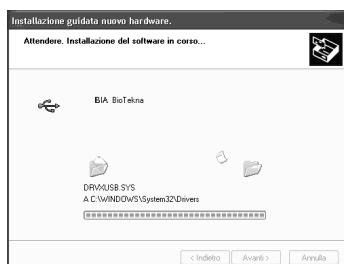 Installazione guidata nuovo hardware.
Attendere. Installazione del software in corso...
BIA BioTekna
DRVXUSB.SYS
A C:\WINDOWS\System32\Drivers
< Indietro Avanti > Annulla